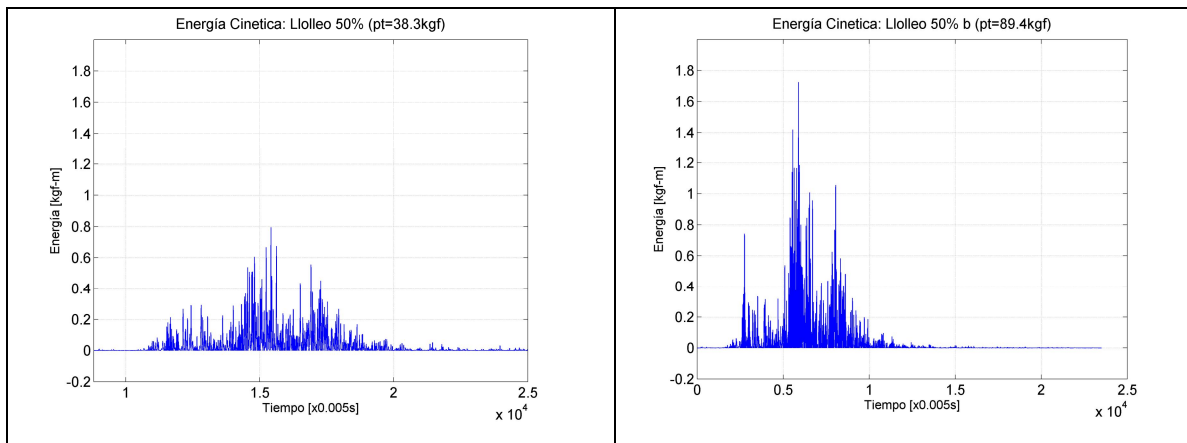 Energía Cinetica: Llolleo 50% (pt=38.3kgf)
1.8
1.6
1.4
1.2
1
0.8
0.6
0.4
0.2
0
-0.2
Energía [kgf-m]
1 1.5 2 2.5
Tiempo [x0.005s]
x 10^4
Energía Cinetica: Llolleo 50% b (pt=89.4kgf)
1.8
1.6
1.4
1.2
1
0.8
0.6
0.4
0.2
0
-0.2
Energía [kgf-m]
0 0.5 1 1.5 2 2.5
Tiempo [x0.005s]
x 10^4